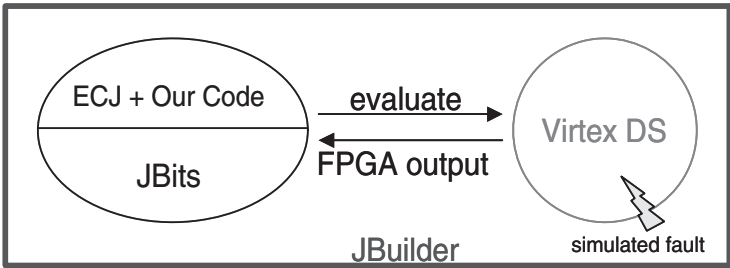 ECJ + Our Code
JBits
evaluate
FPGA output
Virtex DS
simulated fault
JBuilder